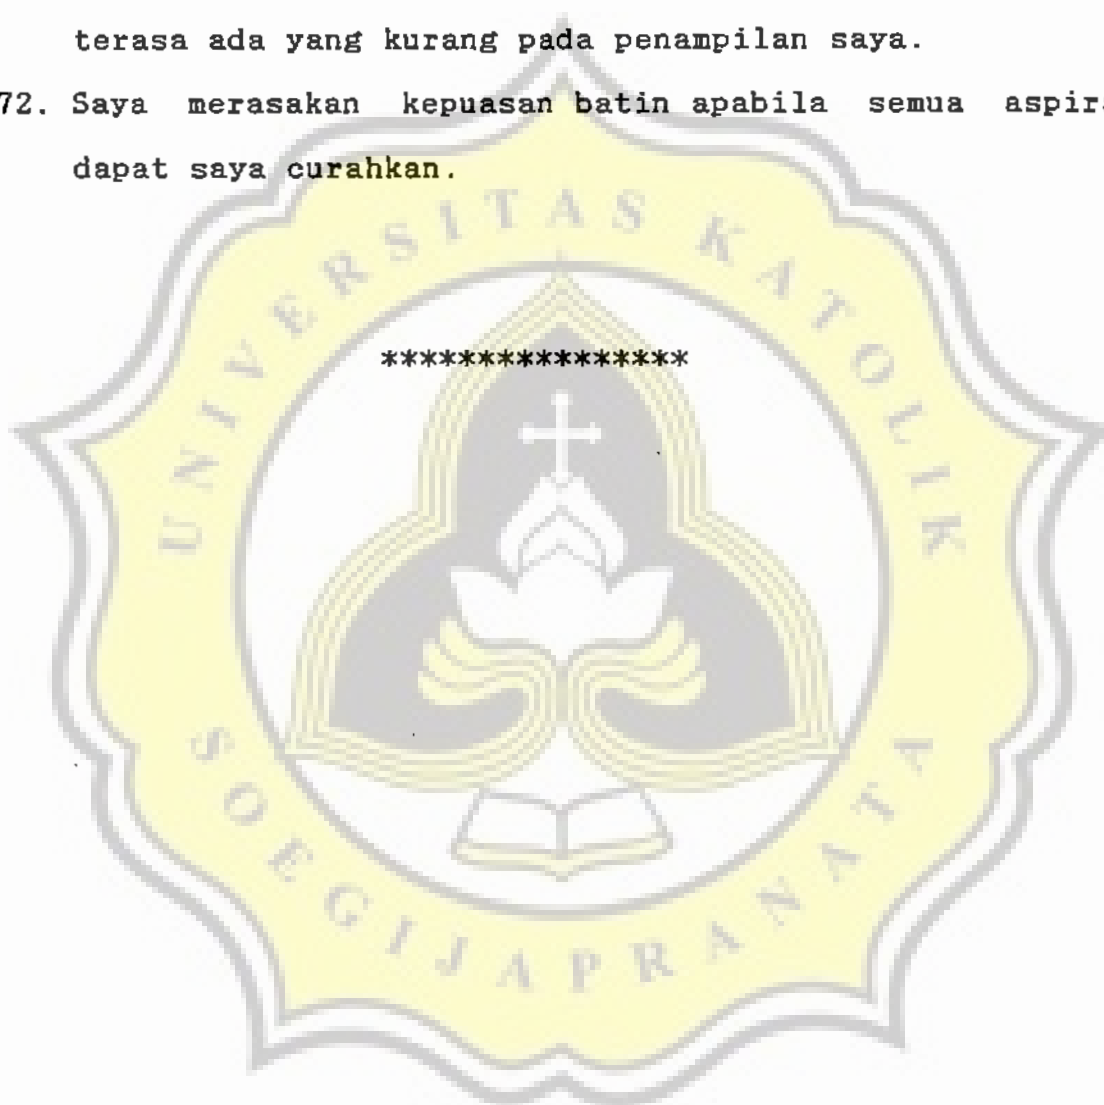 terasa ada yang kurang pada penampilan saya.
72. Saya merasakan kepuasan batin apabila semua aspira
dapat saya curahkan.
****************
UNIVERSITAS KATOLIK
SOEGIJAPRANATA